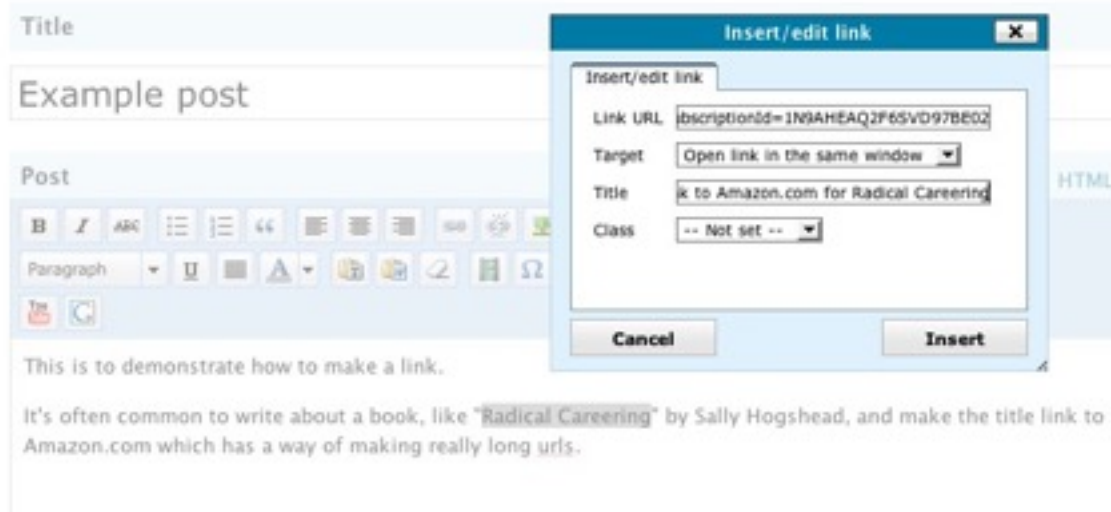 Title
Example post
Post
HTML
B I ABC
Paragraph U A Ω
Insert/edit link
Insert/edit link
Link URL bscriptionId=1N9AHEAQ2F6SVD97BE02
Target Open link in the same window
Title k to Amazon.com for Radical Careering
Class -- Not set --
Cancel Insert
This is to demonstrate how to make a link.
It's often common to write about a book, like "Radical Careering" by Sally Hogshead, and make the title link to
Amazon.com which has a way of making really long urls.